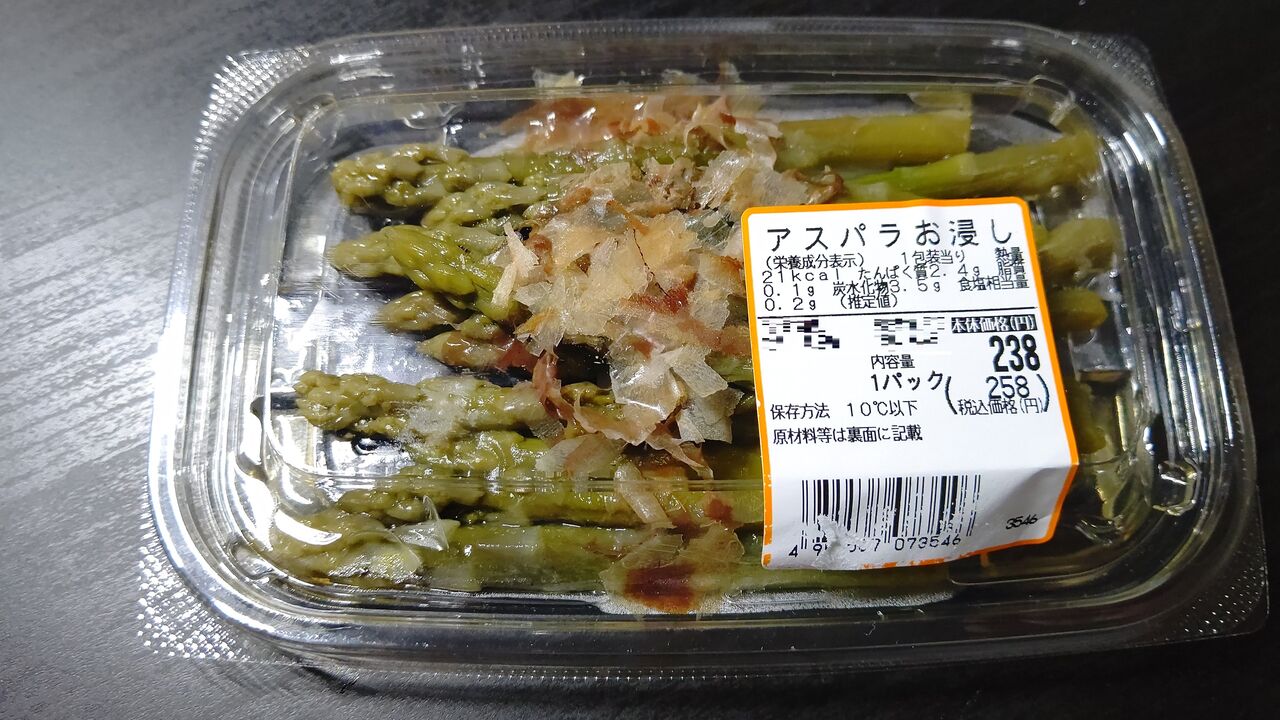 アスパラお浸し
(栄養成分表示) 1包装当り 熱量
21kcal たんぱく質2.4g 脂質
0.1g 炭水化物3.5g 食塩相当量
0.2g (推定値)
本体価格(円)
238
内容量
1パック
(258)
(税込価格(円))
保存方法 10℃以下
原材料等は裏面に記載
3546
073546